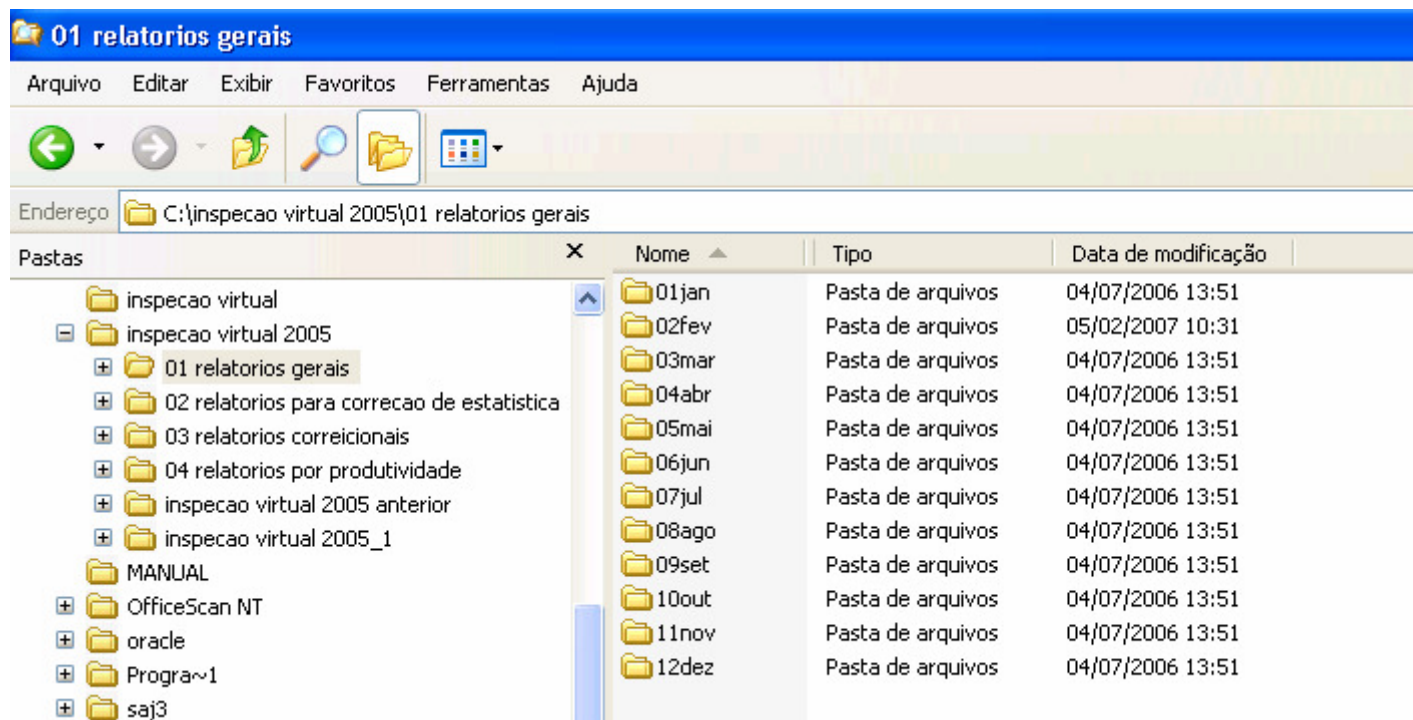 01 relatorios gerais
Arquivo Editar Exibir Favoritos Ferramentas Ajuda
Endereço C:\inspecao virtual 2005\01 relatorios gerais
Pastas
inspecao virtual
inspecao virtual 2005
01 relatorios gerais
02 relatorios para correcao de estatistica
03 relatorios correicionais
04 relatorios por produtividade
inspecao virtual 2005 anterior
inspecao virtual 2005_1
MANUAL
OfficeScan NT
oracle
Progra~1
saj3
Nome Tipo Data de modificação
01jan Pasta de arquivos 04/07/2006 13:51
02fev Pasta de arquivos 05/02/2007 10:31
03mar Pasta de arquivos 04/07/2006 13:51
04abr Pasta de arquivos 04/07/2006 13:51
05mai Pasta de arquivos 04/07/2006 13:51
06jun Pasta de arquivos 04/07/2006 13:51
07jul Pasta de arquivos 04/07/2006 13:51
08ago Pasta de arquivos 04/07/2006 13:51
09set Pasta de arquivos 04/07/2006 13:51
10out Pasta de arquivos 04/07/2006 13:51
11nov Pasta de arquivos 04/07/2006 13:51
12dez Pasta de arquivos 04/07/2006 13:51